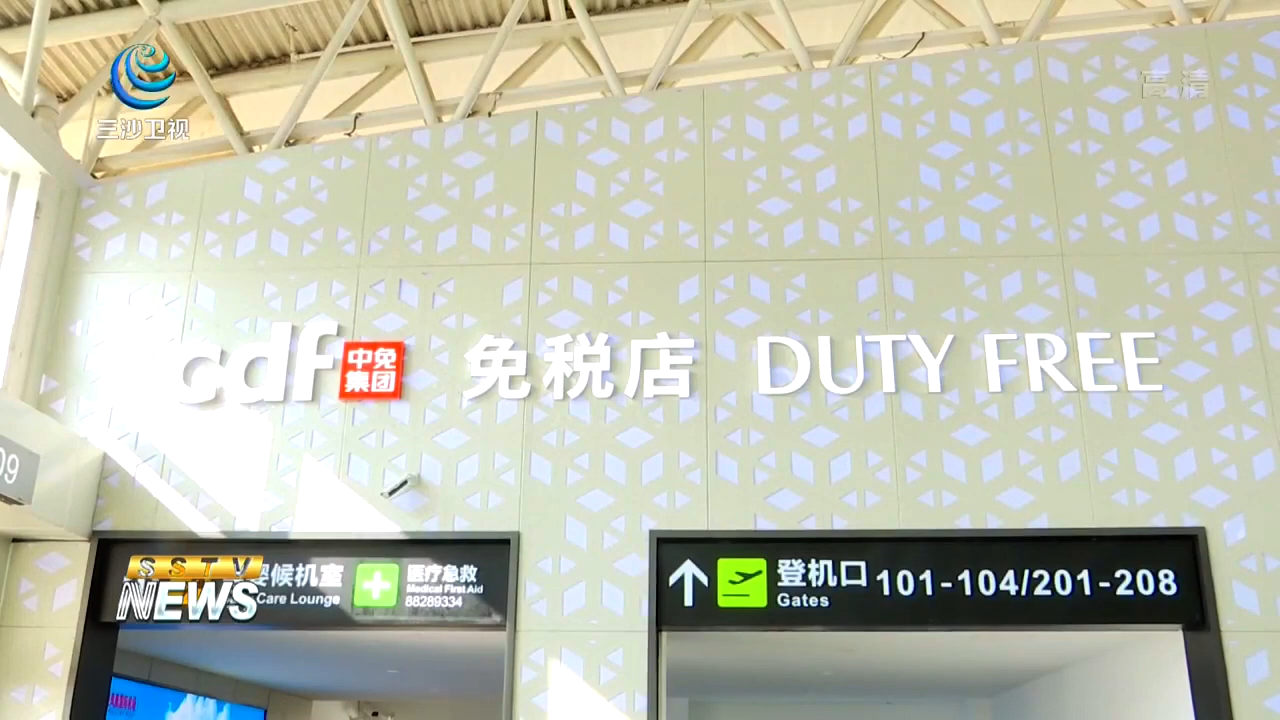 三沙卫视
高清
cdf 中免集团 免税店 DUTY FREE
09
SSTV
NEWS
婴候机室
Care Lounge
医疗急救
Medical First Aid
88289334
登机口 101-104/201-208
Gates